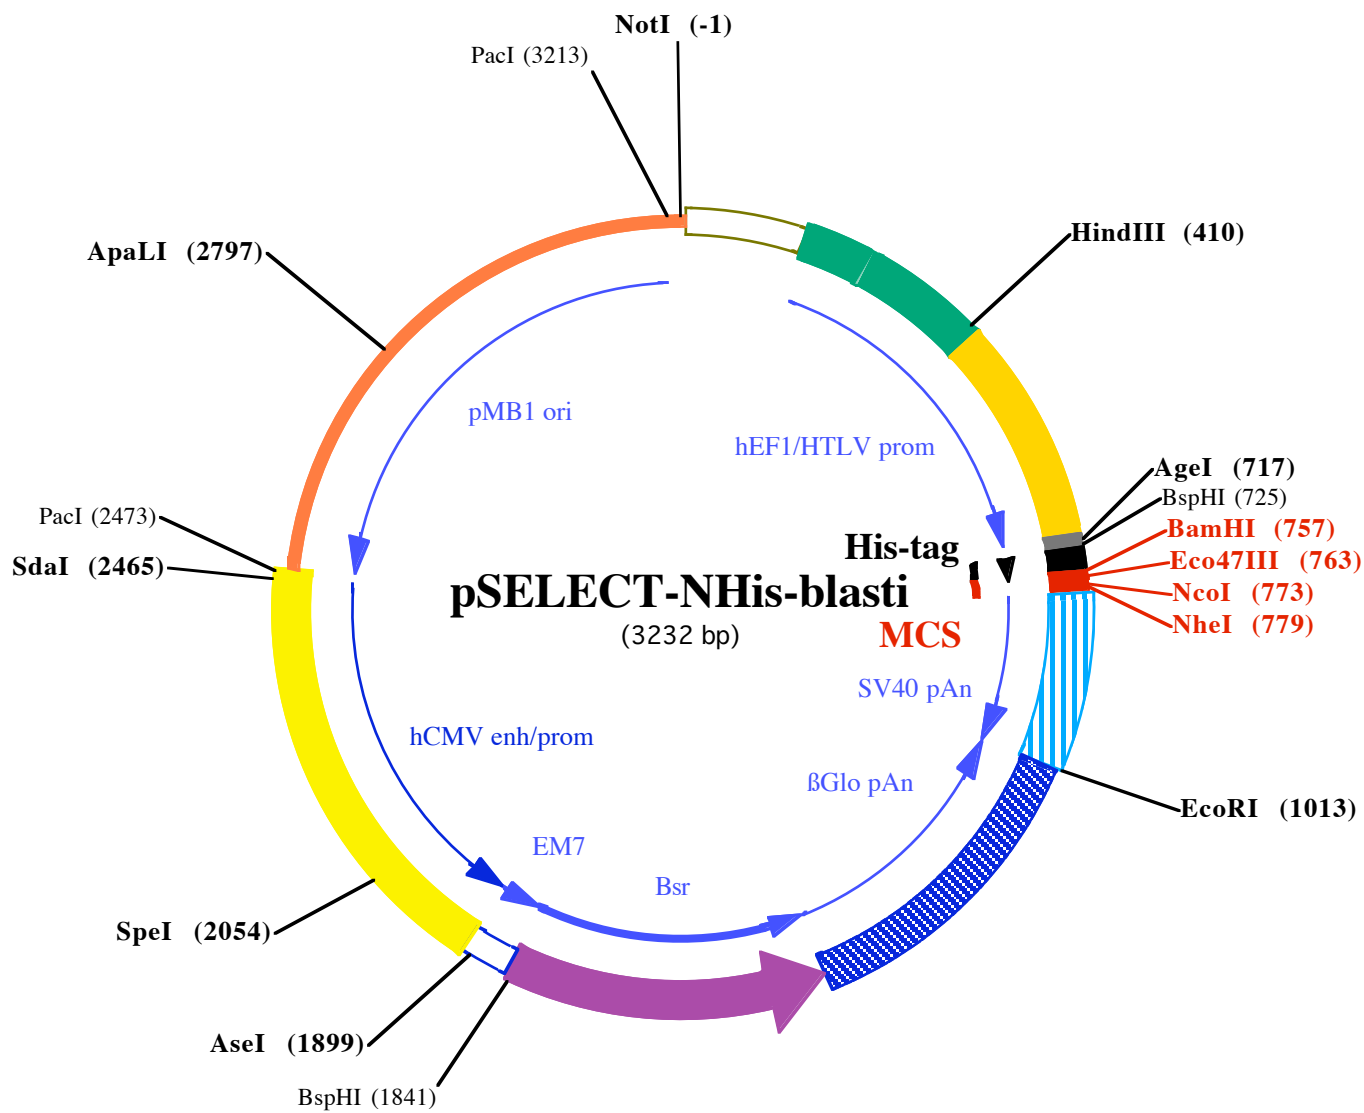 NotI (-1)
PacI (3213)
HindIII (410)
ApaLI (2797)
pMB1 ori
hEF1/HTLV prom
AgeI (717)
BspHI (725)
PacI (2473)
BamHI (757)
His-tag
Eco47III (763)
SdaI (2465)
pSELECT-NHis-blasti
NcoI (773)
(3232 bp)
MCS
NheI (779)
SV40 pAn
hCMV enh/prom
ßGlo pAn
EcoRI (1013)
EM7
Bsr
SpeI (2054)
AseI (1899)
BspHI (1841)